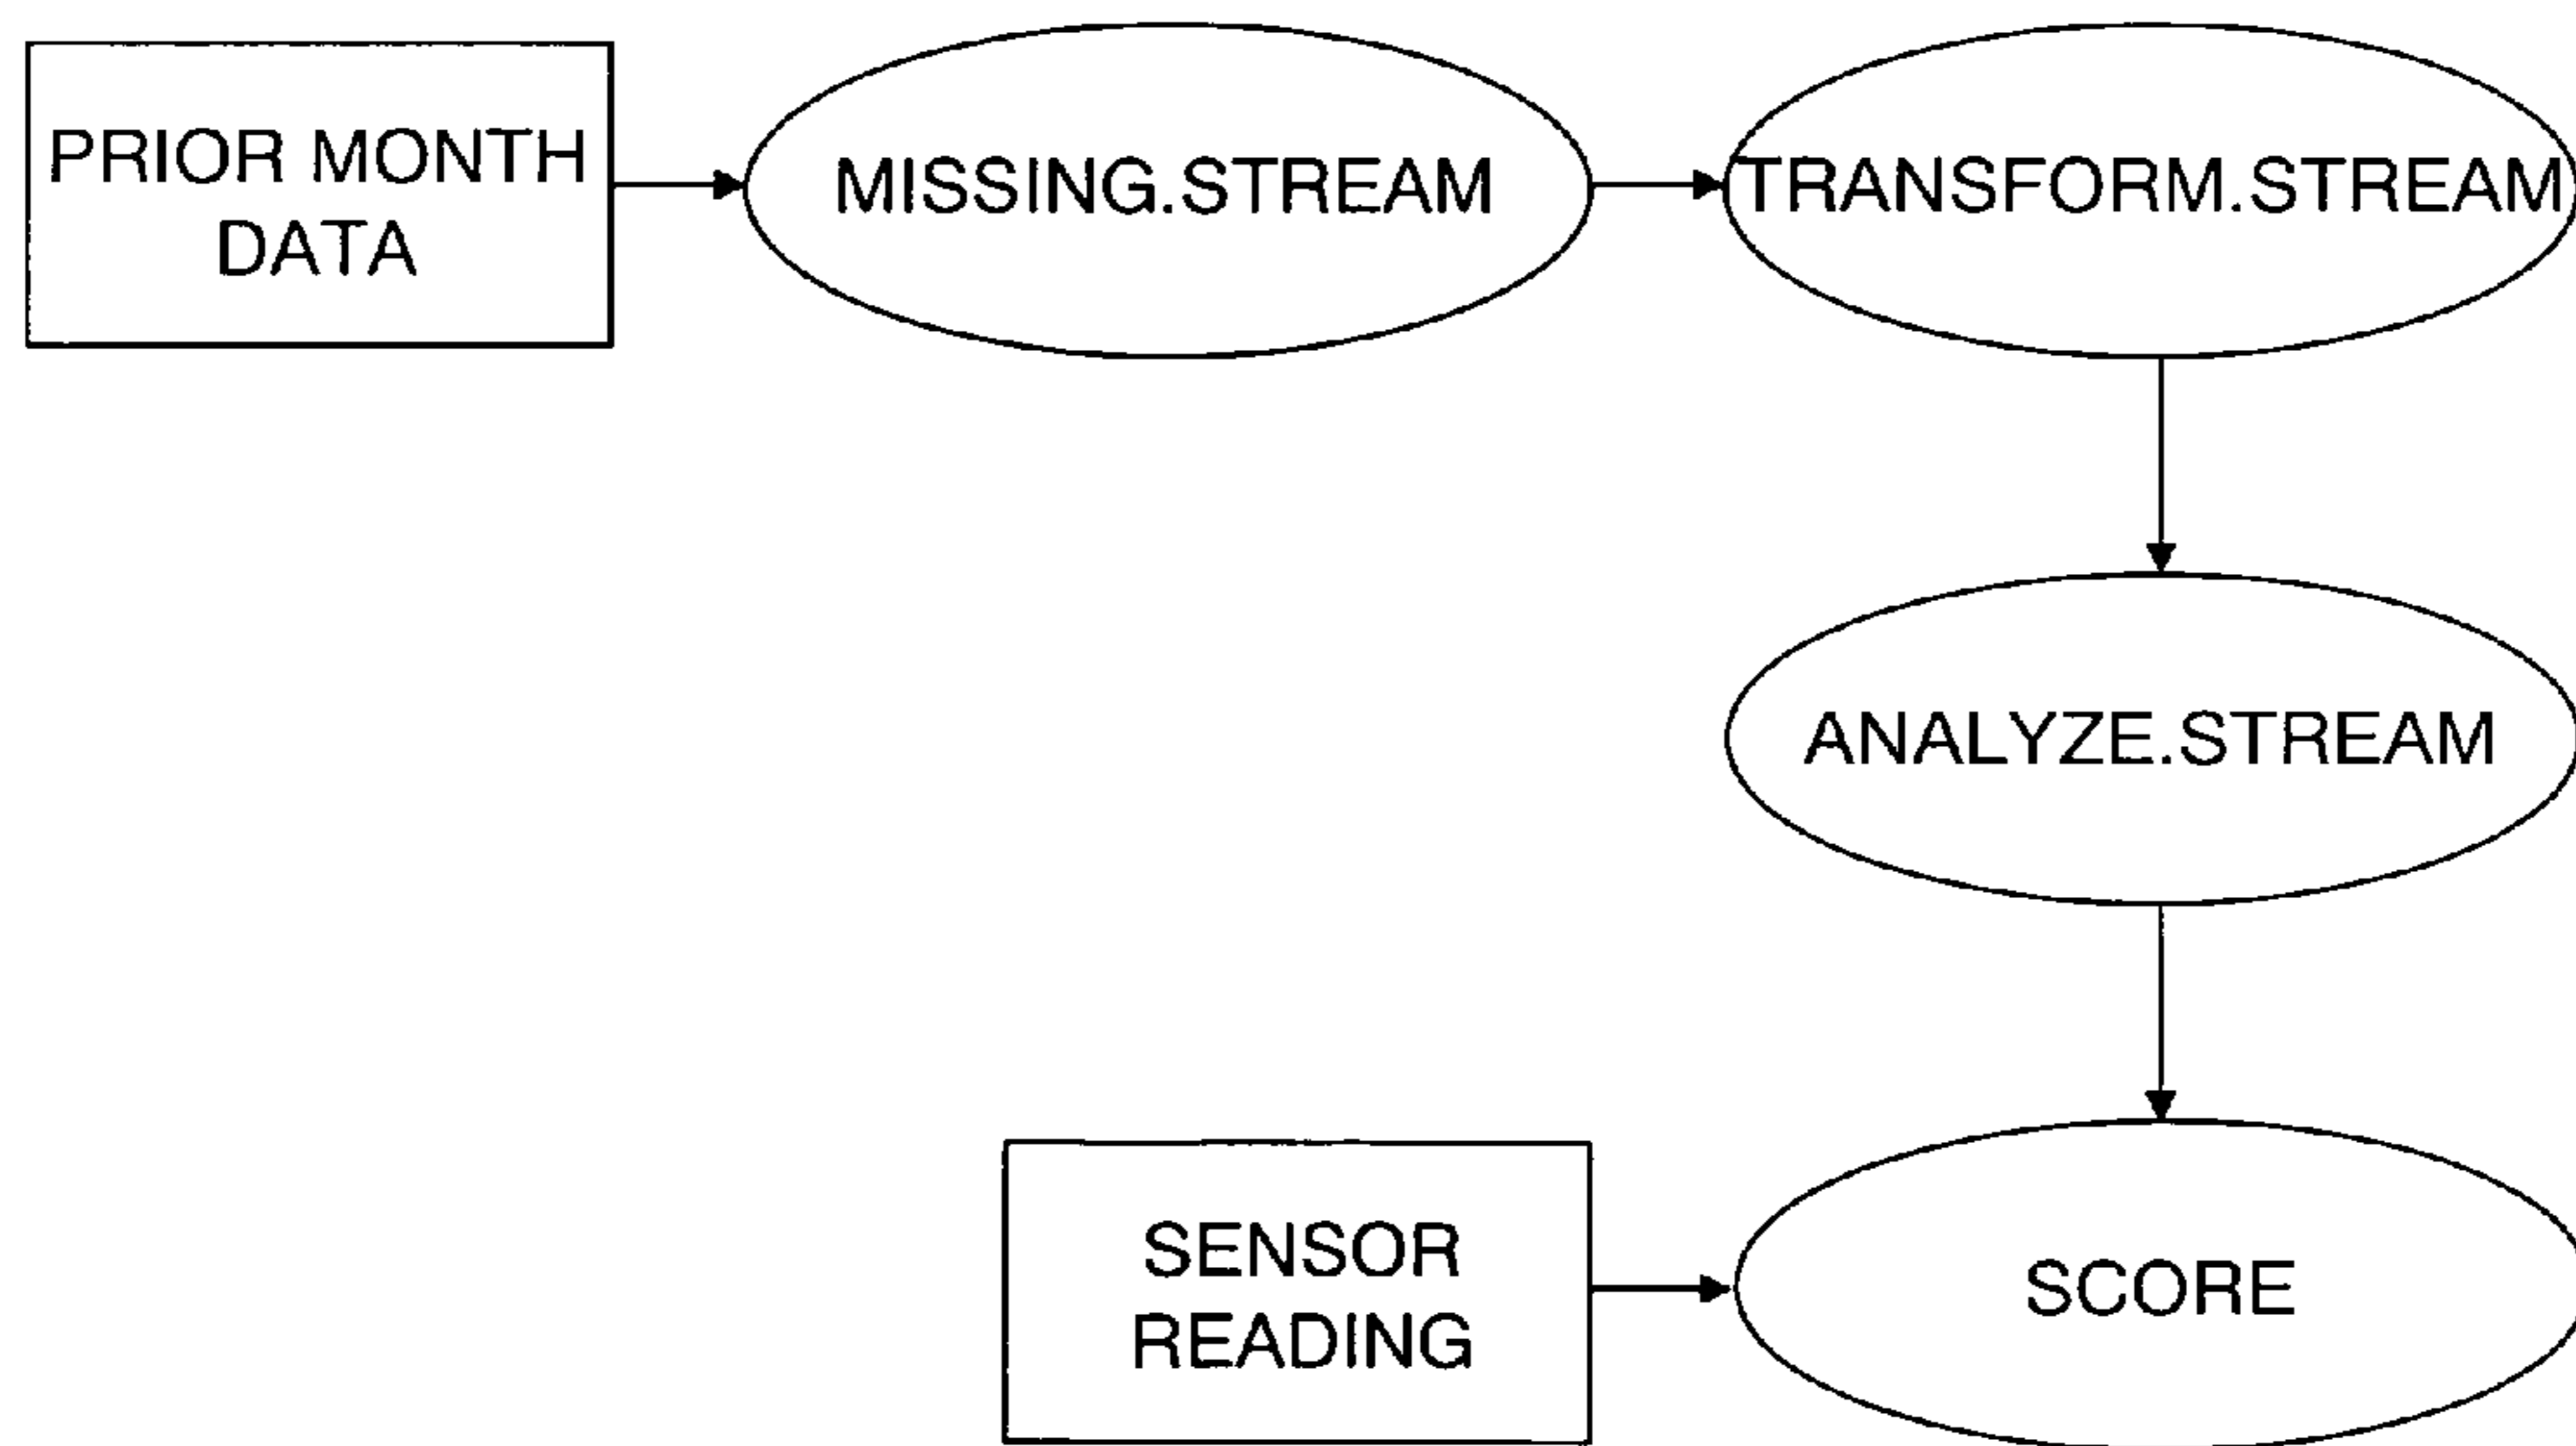 PRIOR MONTH
DATA
MISSING.STREAM
TRANSFORM.STREAM
ANALYZE.STREAM
SENSOR
READING
SCORE